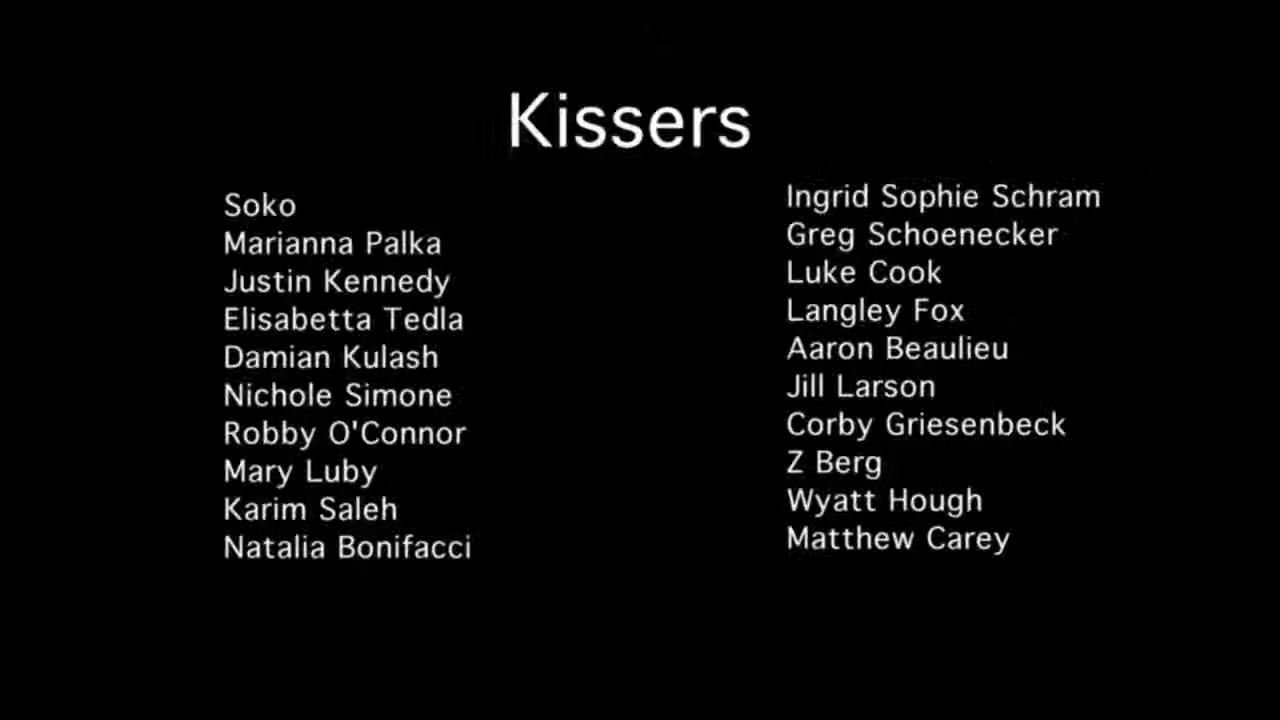 Kissers
Soko
Marianna Palka
Justin Kennedy
Elisabetta Tedla
Damian Kulash
Nichole Simone
Robby O'Connor
Mary Luby
Karim Saleh
Natalia Bonifacci
Ingrid Sophie Schram
Greg Schoenecker
Luke Cook
Langley Fox
Aaron Beaulieu
Jill Larson
Corby Griesenbeck
Z Berg
Wyatt Hough
Matthew Carey